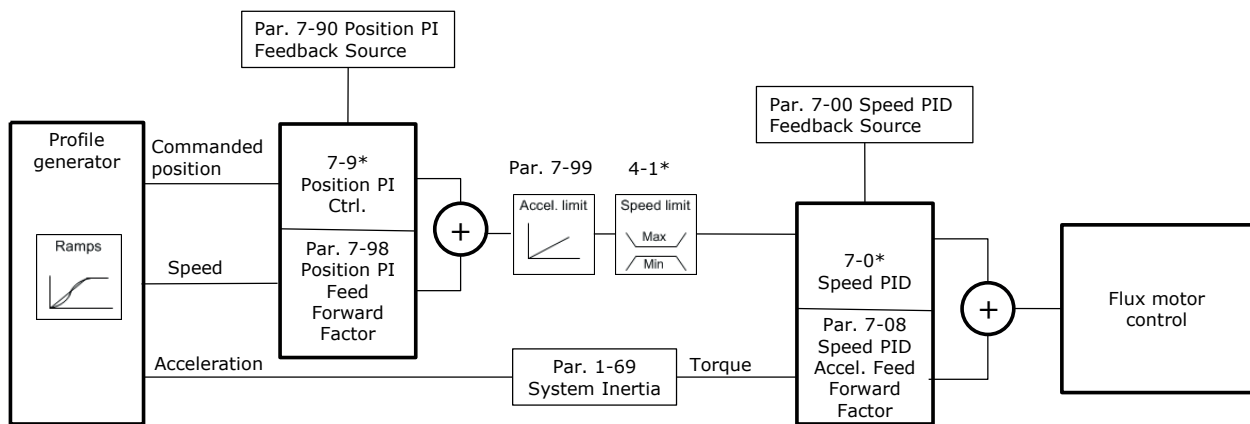 Par. 7-90 Position PI
Feedback Source
Par. 7-00 Speed PID
Feedback Source
Profile
generator
Ramps
Commanded
position
Speed
Acceleration
7-9*
Position PI
Ctrl.
Par. 7-98
Position PI
Feed
Forward
Factor
+
Par. 7-99
Accel. limit
4-1*
Speed limit
Max
Min
Par. 1-69
System Inertia
Torque
7-0*
Speed PID
Par. 7-08
Speed PID
Accel. Feed
Forward
Factor
+
Flux motor
control